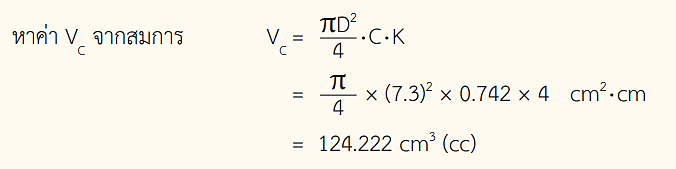 หาค่า V_c จากสมการ V_c = πD²/4 · C · K
= π/4 × (7.3)² × 0.742 × 4 cm²·cm
= 124.222 cm³ (cc)